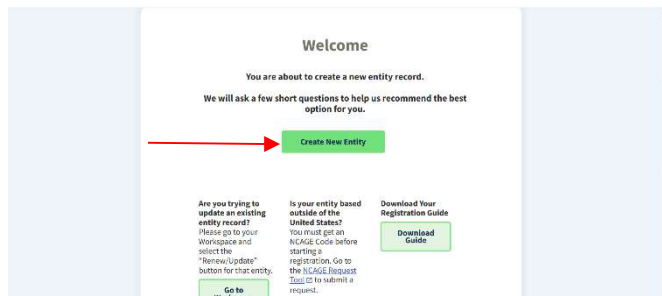 Welcome
You are about to create a new entity record.
We will ask a few short questions to help us recommend the best
option for you.
Create New Entity
Are you trying to
update an existing
entity record?
Please go to your
Workspace and
select the
"Renew/Update"
button for that entity.
Go to
Is your entity based
outside of the
United States?
You must get an
NCAGE Code before
starting a
registration. Go to
the NCAGE Request
Tool to submit a
request.
Download Your
Registration Guide
Download
Guide